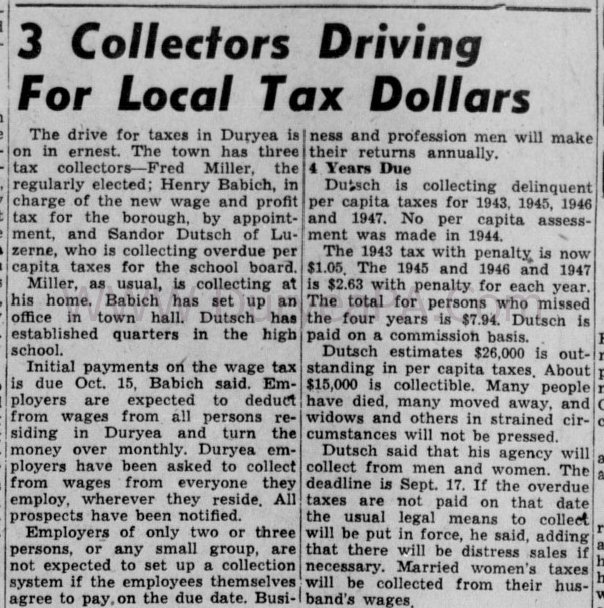 3 Collectors Driving
For Local Tax Dollars
The drive for taxes in Duryea is
on in ernest. The town has three
tax collectors—Fred Miller, the
regularly elected; Henry Babich, in
charge of the new wage and profit
tax for the borough, by appoint-
ment, and Sandor Dutsch of Lu-
zerne, who is collecting overdue per
capita taxes for the school board.
Miller, as usual, is collecting at
his home. Babich has set up an
office in town hall. Dutsch has
established quarters in the high
school.
Initial payments on the wage tax
is due Oct. 15, Babich said. Em-
ployers are expected to deduct
from wages from all persons re-
siding in Duryea and turn the
money over monthly. Duryea em-
ployers have been asked to collect
from wages from everyone they
employ, wherever they reside. All
prospects have been notified.
Employers of only two or three
persons, or any small group, are
not expected to set up a collection
system if the employees themselves
agree to pay on the due date. Busi-
ness and profession men will make
their returns annually.
4 Years Due
Dutsch is collecting delinquent
per capita taxes for 1943, 1945, 1946
and 1947. No per capita assess-
ment was made in 1944.
The 1943 tax with penalty is now
$1.05. The 1945 and 1946 and 1947
is $2.63 with penalty for each year.
The total for persons who missed
the four years is $7.94. Dutsch is
paid on a commission basis.
Dutsch estimates $26,000 is out-
standing in per capita taxes. About
$15,000 is collectible. Many people
have died, many moved away, and
widows and others in strained cir-
cumstances will not be pressed.
Dutsch said that his agency will
collect from men and women. The
deadline is Sept. 17. If the overdue
taxes are not paid on that date
the usual legal means to collect
will be put in force, he said, adding
that there will be distress sales if
necessary. Married women's taxes
will be collected from their hus-
band's wages.